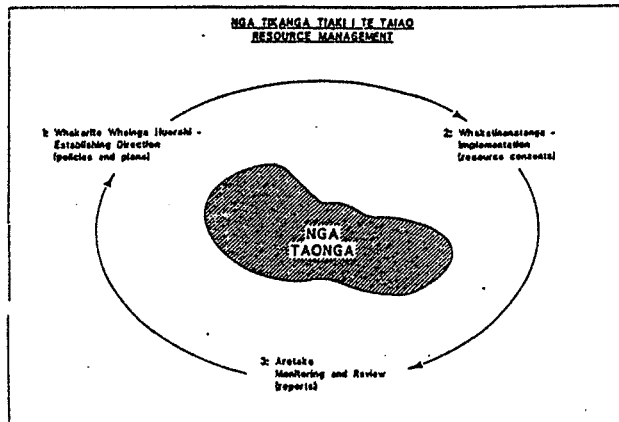 NGA TIKANGA TIAKI I TE TAIAO
RESOURCE MANAGEMENT
1: Whakarite Whainga Huarahi -
Establishing Direction
(policies and plans)
2: Whakatinanatanga -
Implementation
(resource consents)
NGA
TAONGA
3: Arotake
Monitoring and Review
(reports)